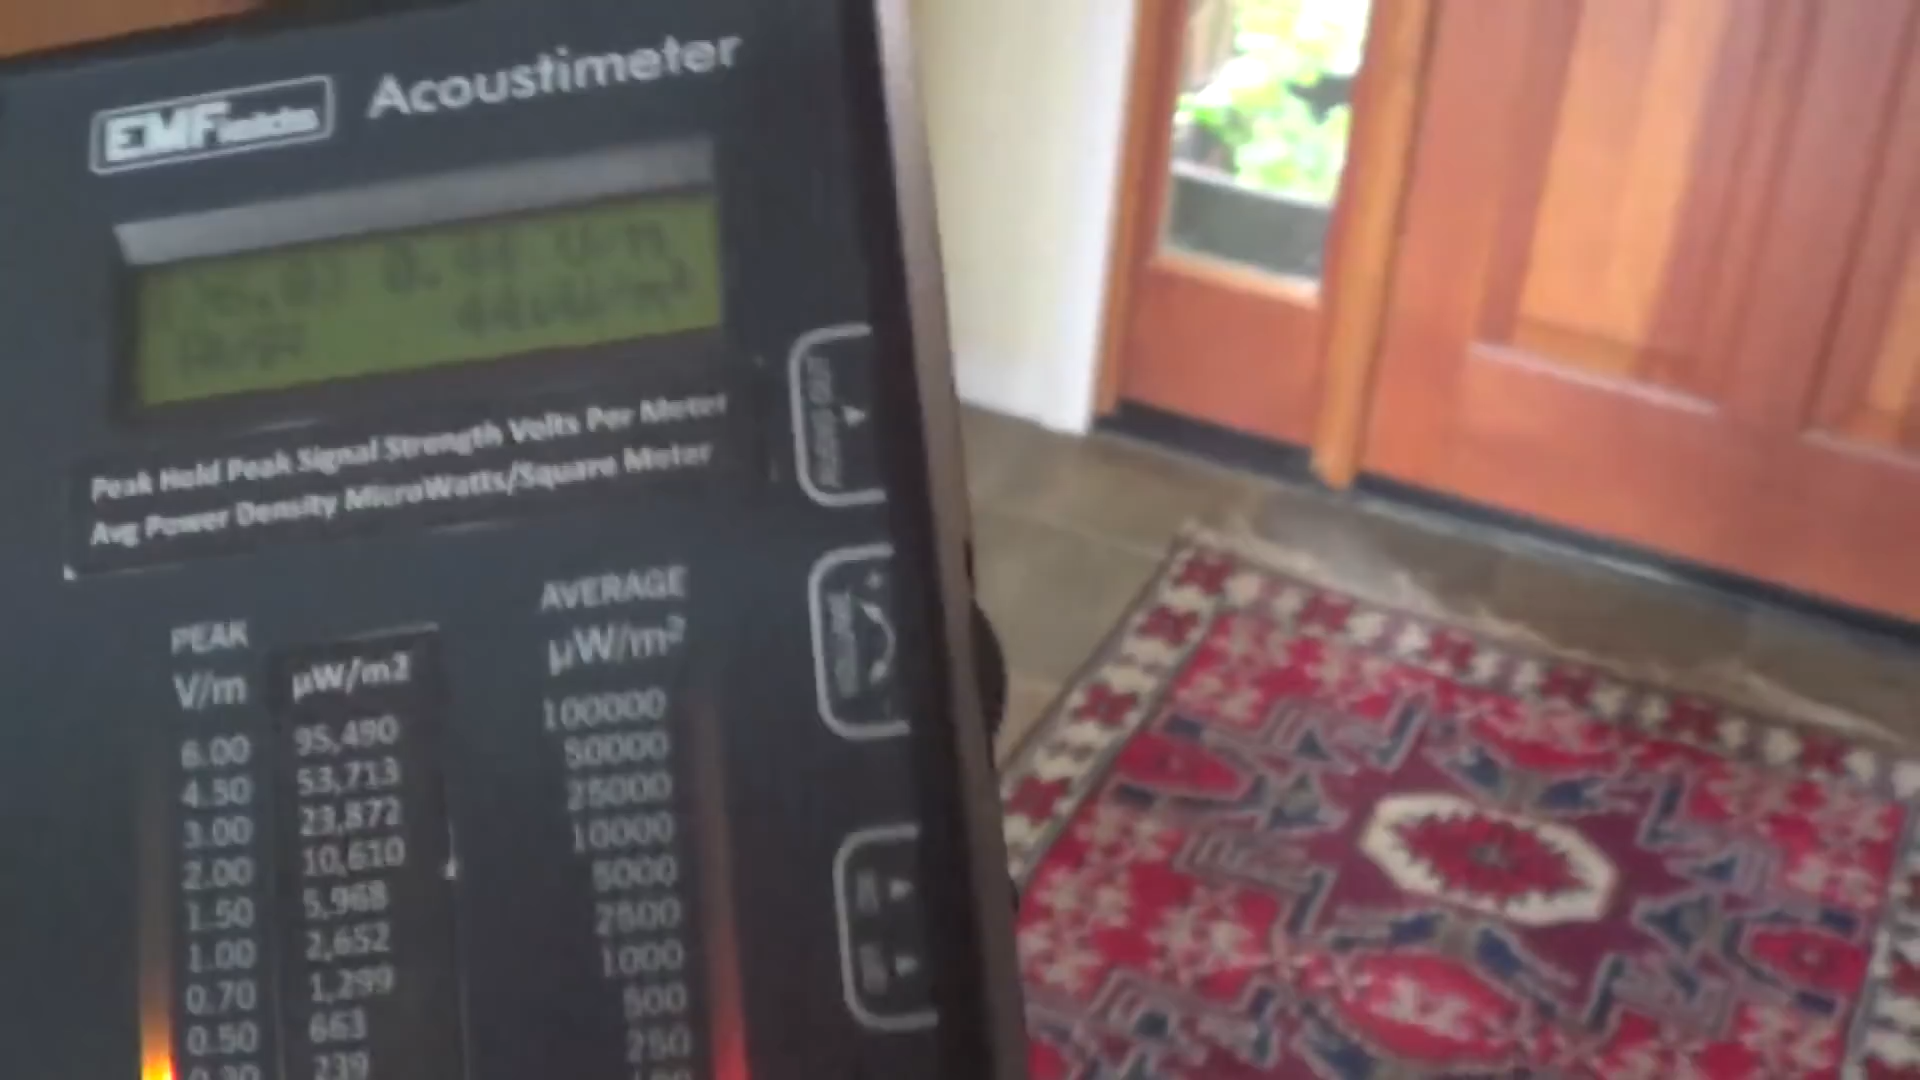 EMF Acoustimeter
Peak Hold Peak Signal Strength Volts Per Meter
Avg Power Density MicroWatts/Square Meter
PEAK
V/m
µW/m2
AVERAGE
µW/m²
6.00 95,490 100000
4.50 53,713 50000
3.00 23,872 25000
2.00 10,610 10000
1.50 5,968 5000
1.00 2,652 2500
0.70 1,299 1000
0.50 663 500
239 250